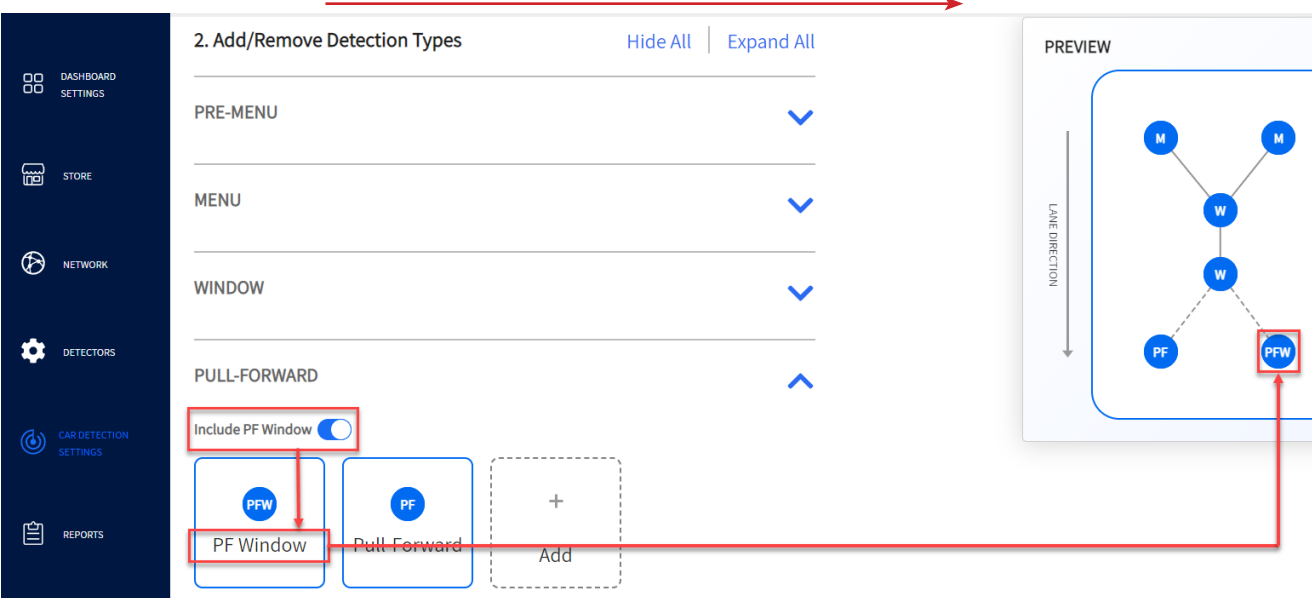 DASHBOARD
SETTINGS
STORE
NETWORK
DETECTORS
CAR DETECTION
SETTINGS
REPORTS
2. Add/Remove Detection Types
Hide All
Expand All
PRE-MENU
MENU
WINDOW
PULL-FORWARD
Include PF Window
PFW
PF Window
PF
Pull-Forward
+
Add
PREVIEW
LANE DIRECTION
M
M
W
W
PF
PFW